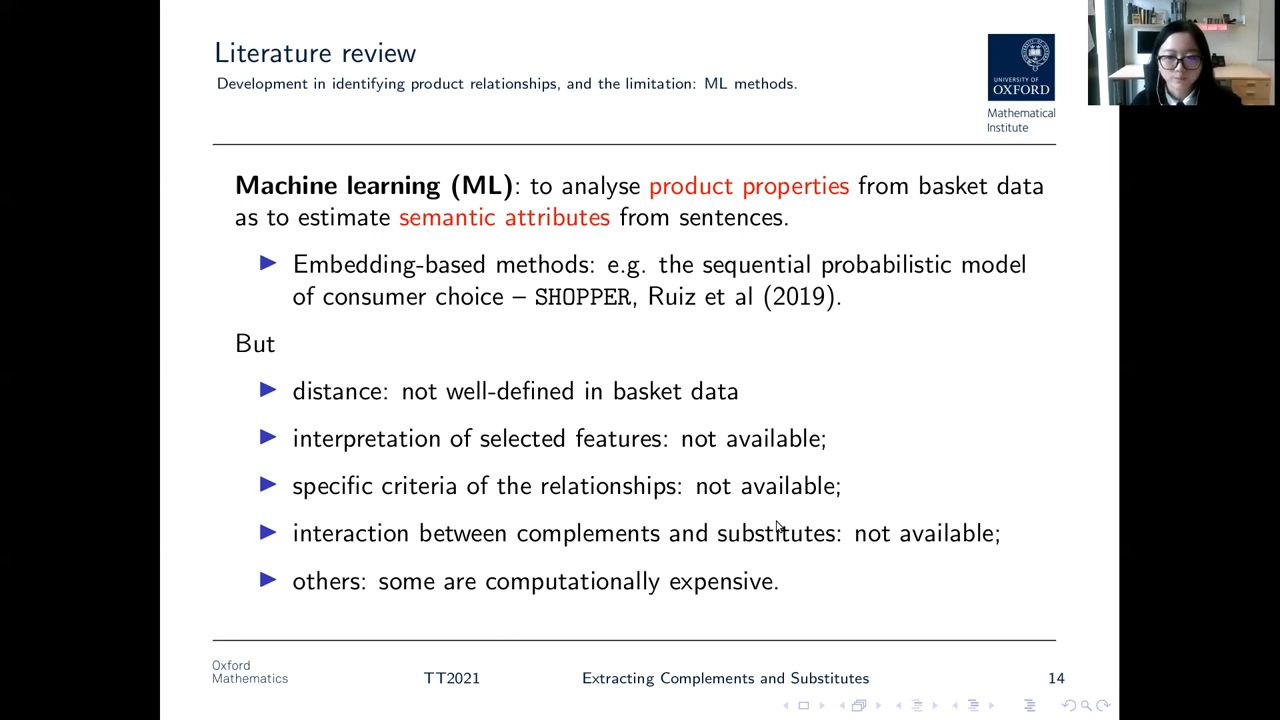 Literature review
Development in identifying product relationships, and the limitation: ML methods.
UNIVERSITY OF
OXFORD
Mathematical
Institute
Machine learning (ML): to analyse product properties from basket data
as to estimate semantic attributes from sentences.
Embedding-based methods: e.g. the sequential probabilistic model
of consumer choice – SHOPPER, Ruiz et al (2019).
But
distance: not well-defined in basket data
interpretation of selected features: not available;
specific criteria of the relationships: not available;
interaction between complements and substitutes: not available;
others: some are computationally expensive.
Oxford
Mathematics
TT2021
Extracting Complements and Substitutes
14